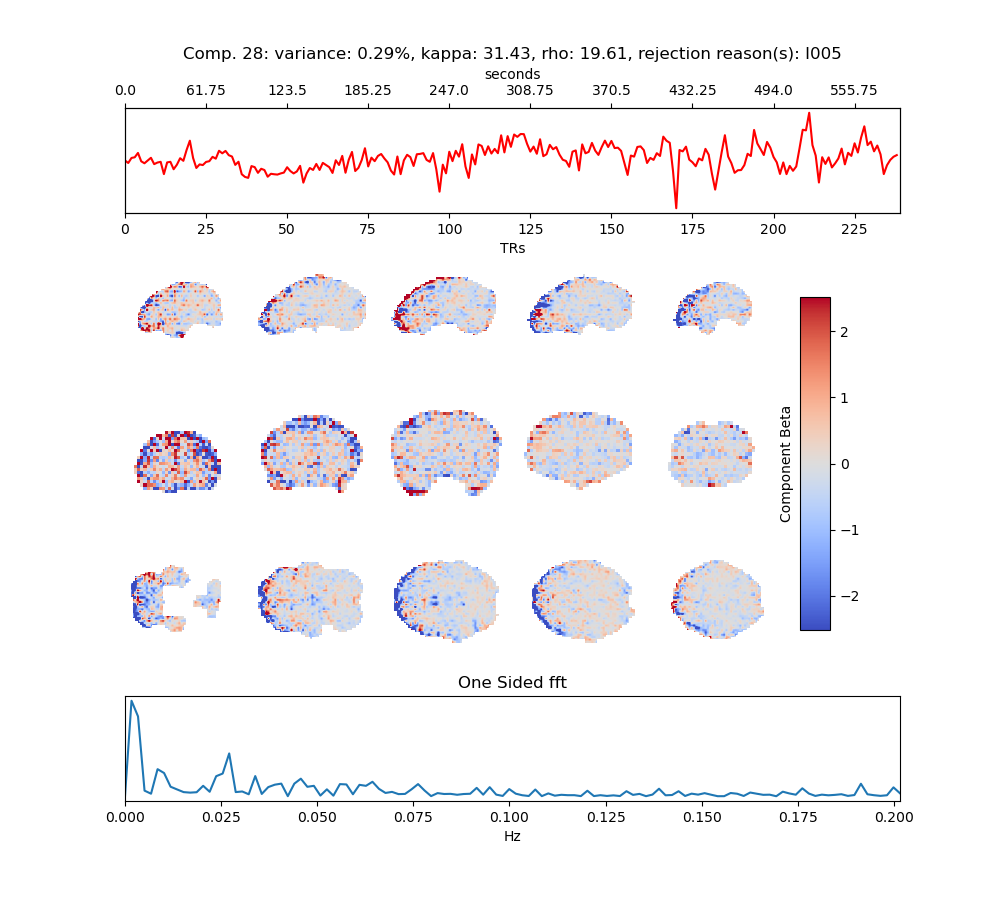 Comp. 28: variance: 0.29%, kappa: 31.43, rho: 19.61, rejection reason(s): I005
seconds
0.0 61.75 123.5 185.25 247.0 308.75 370.5 432.25 494.0 555.75
0 25 50 75 100 125 150 175 200 225
TRs
2
1
0
−1
−2
Component Beta
One Sided fft
0.000 0.025 0.050 0.075 0.100 0.125 0.150 0.175 0.200
Hz